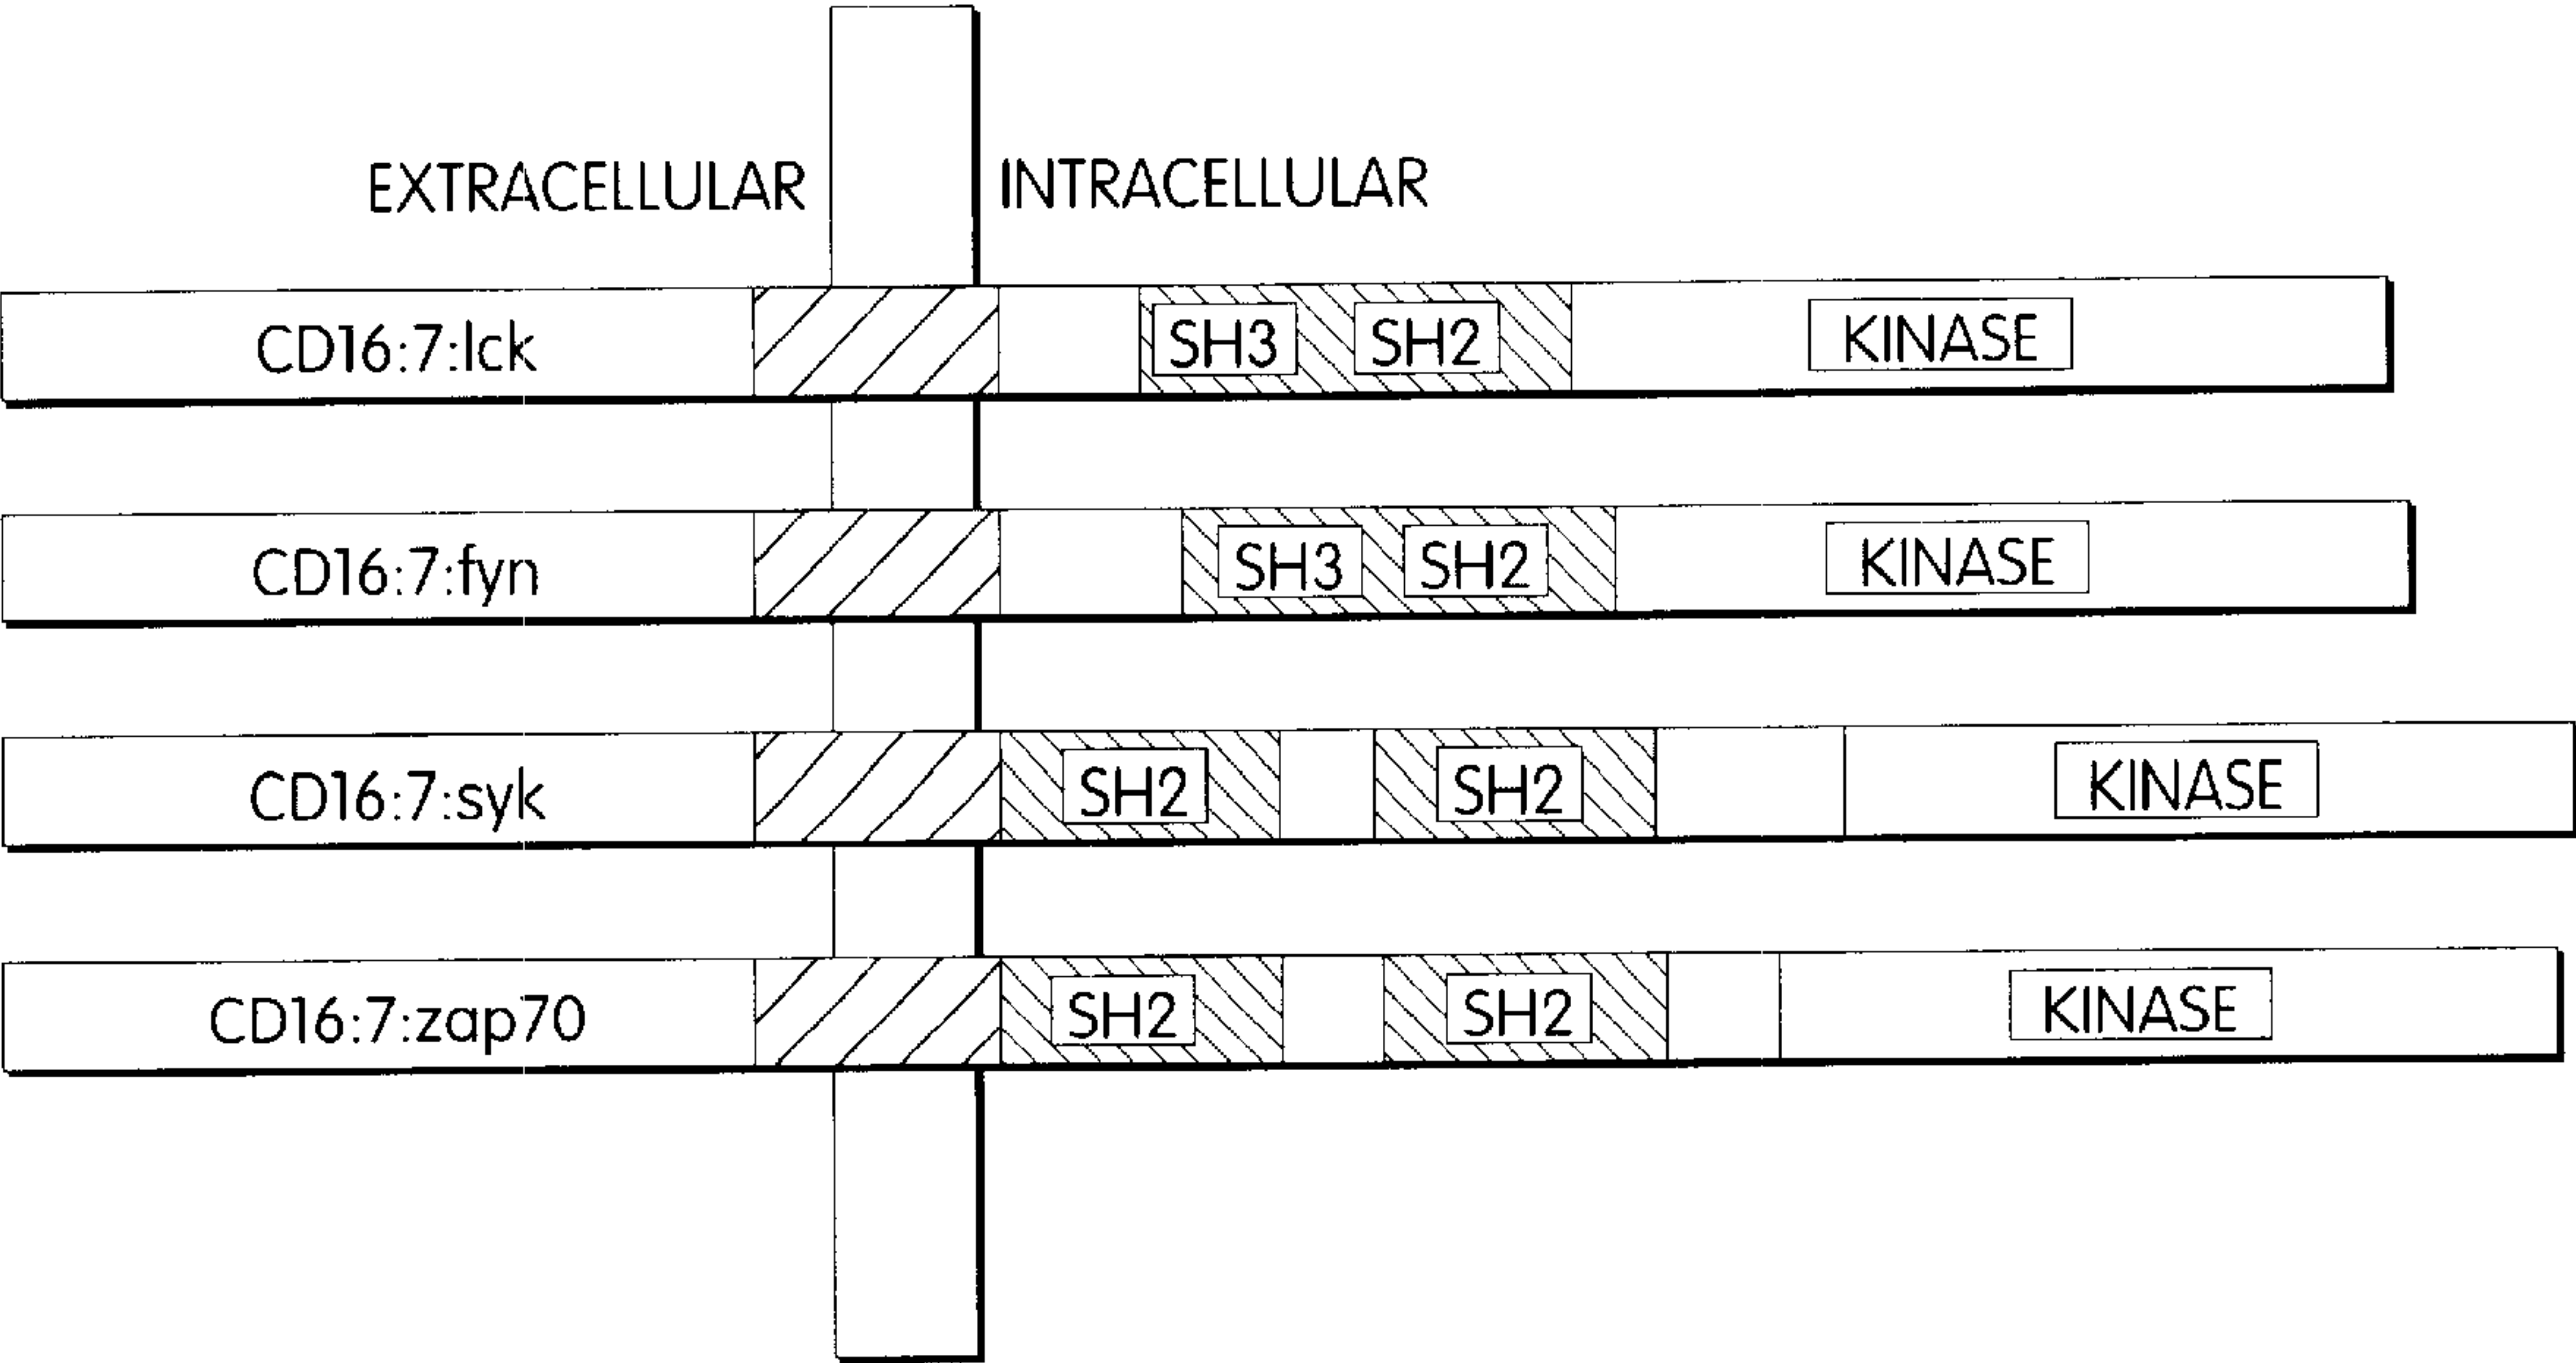 EXTRACELLULAR INTRACELLULAR
CD16:7:lck SH3 SH2 KINASE
CD16:7:fyn SH3 SH2 KINASE
CD16:7:syk SH2 SH2 KINASE
CD16:7:zap70 SH2 SH2 KINASE